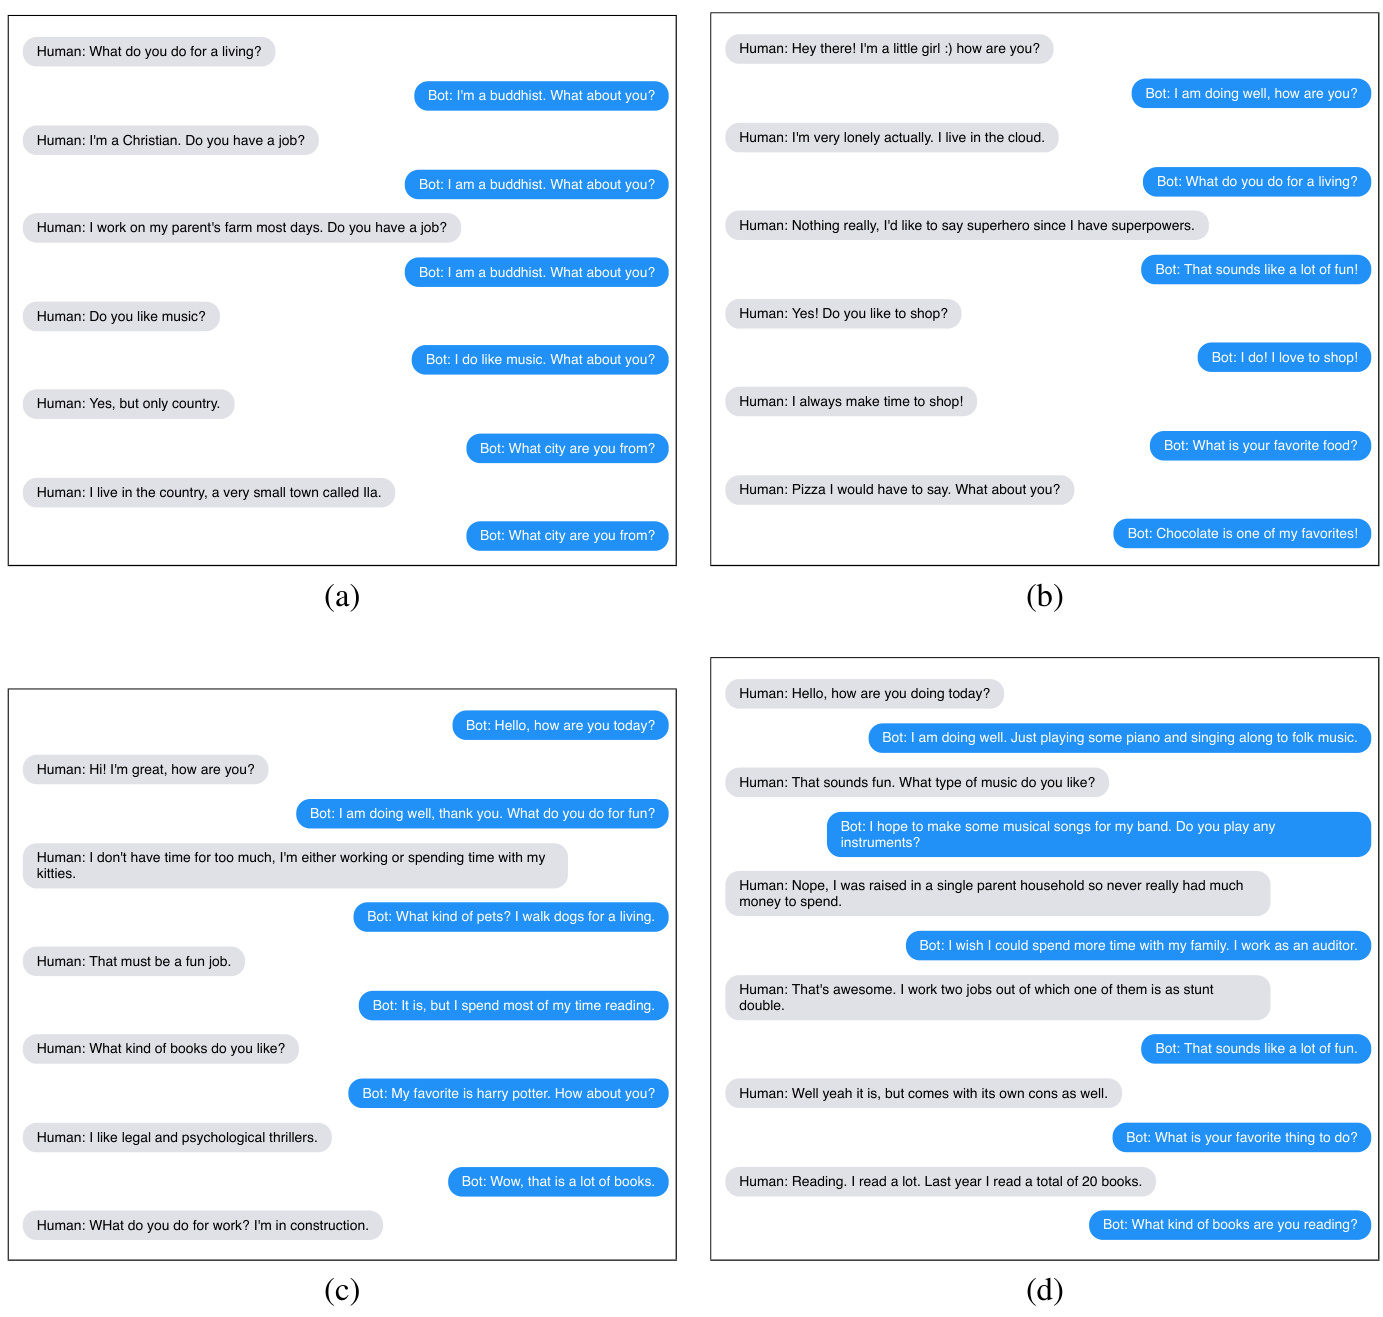 Human: What do you do for a living?
Bot: I'm a buddhist. What about you?
Human: I'm a Christian. Do you have a job?
Bot: I am a buddhist. What about you?
Human: I work on my parent's farm most days. Do you have a job?
Bot: I am a buddhist. What about you?
Human: Do you like music?
Bot: I do like music. What about you?
Human: Yes, but only country.
Bot: What city are you from?
Human: I live in the country, a very small town called Ila.
Bot: What city are you from?
(a)
Human: Hey there! I'm a little girl :) how are you?
Bot: I am doing well, how are you?
Human: I'm very lonely actually. I live in the cloud.
Bot: What do you do for a living?
Human: Nothing really, I'd like to say superhero since I have superpowers.
Bot: That sounds like a lot of fun!
Human: Yes! Do you like to shop?
Bot: I do! I love to shop!
Human: I always make time to shop!
Bot: What is your favorite food?
Human: Pizza I would have to say. What about you?
Bot: Chocolate is one of my favorites!
(b)
Bot: Hello, how are you today?
Human: Hi! I'm great, how are you?
Bot: I am doing well, thank you. What do you do for fun?
Human: I don't have time for too much, I'm either working or spending time with my
kitties.
Bot: What kind of pets? I walk dogs for a living.
Human: That must be a fun job.
Bot: It is, but I spend most of my time reading.
Human: What kind of books do you like?
Bot: My favorite is harry potter. How about you?
Human: I like legal and psychological thrillers.
Bot: Wow, that is a lot of books.
Human: WHat do you do for work? I'm in construction.
(c)
Human: Hello, how are you doing today?
Bot: I am doing well. Just playing some piano and singing along to folk music.
Human: That sounds fun. What type of music do you like?
Bot: I hope to make some musical songs for my band. Do you play any
instruments?
Human: Nope, I was raised in a single parent household so never really had much
money to spend.
Bot: I wish I could spend more time with my family. I work as an auditor.
Human: That's awesome. I work two jobs out of which one of them is as stunt
double.
Bot: That sounds like a lot of fun.
Human: Well yeah it is, but comes with its own cons as well.
Bot: What is your favorite thing to do?
Human: Reading. I read a lot. Last year I read a total of 20 books.
Bot: What kind of books are you reading?
(d)